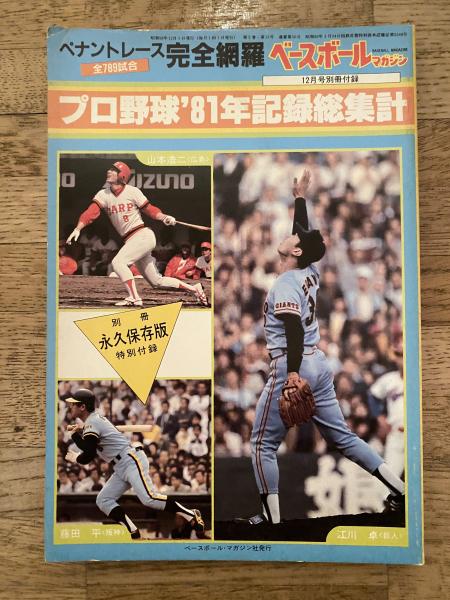 ペナントレース完全網羅
全789試合
ベースボール
マガジン
BASEBALL MAGAZINE
12月号別冊付録
プロ野球'81年記録総集計
山本浩二(広島)
MIZUNO
CARP
8
GIANTS
別冊
永久保存版
特別付録
藤田 平(阪神)
江川 卓(巨人)
ベースボール・マガジン社発行